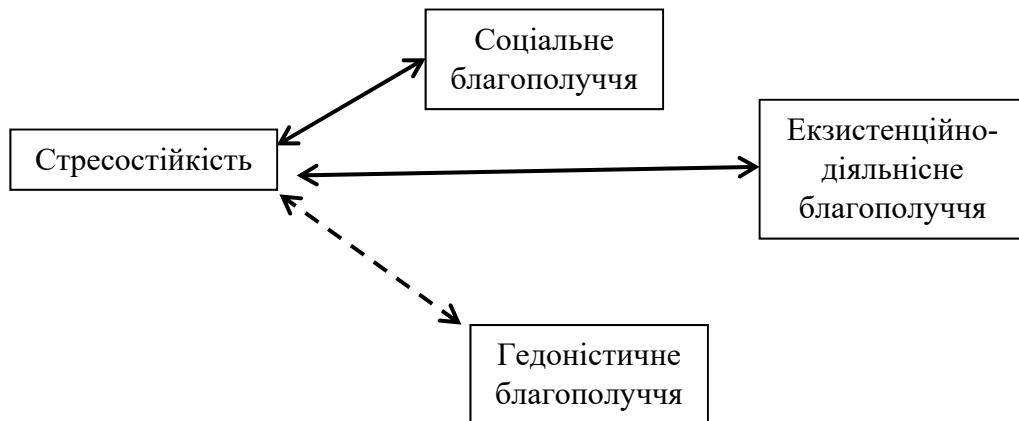 Соціальне
благополуччя
Стресостійкість
Екзистенційно-
діяльнісне
благополуччя
Гедоністичне
благополуччя